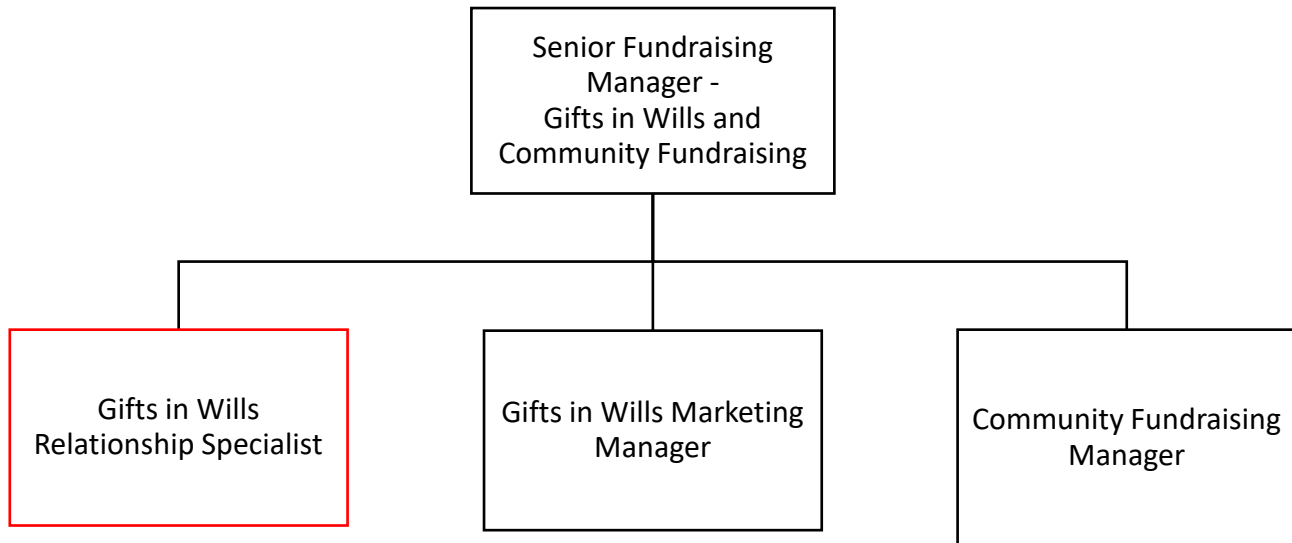 Senior Fundraising
Manager -
Gifts in Wills and
Community Fundraising
Gifts in Wills
Relationship Specialist
Gifts in Wills Marketing
Manager
Community Fundraising
Manager